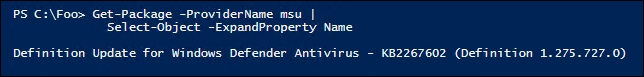 PS C:\Foo> Get-Package -ProviderName msu |
Select-Object -ExpandProperty Name
Definition Update for Windows Defender Antivirus - KB2267602 (Definition 1.275.727.0)